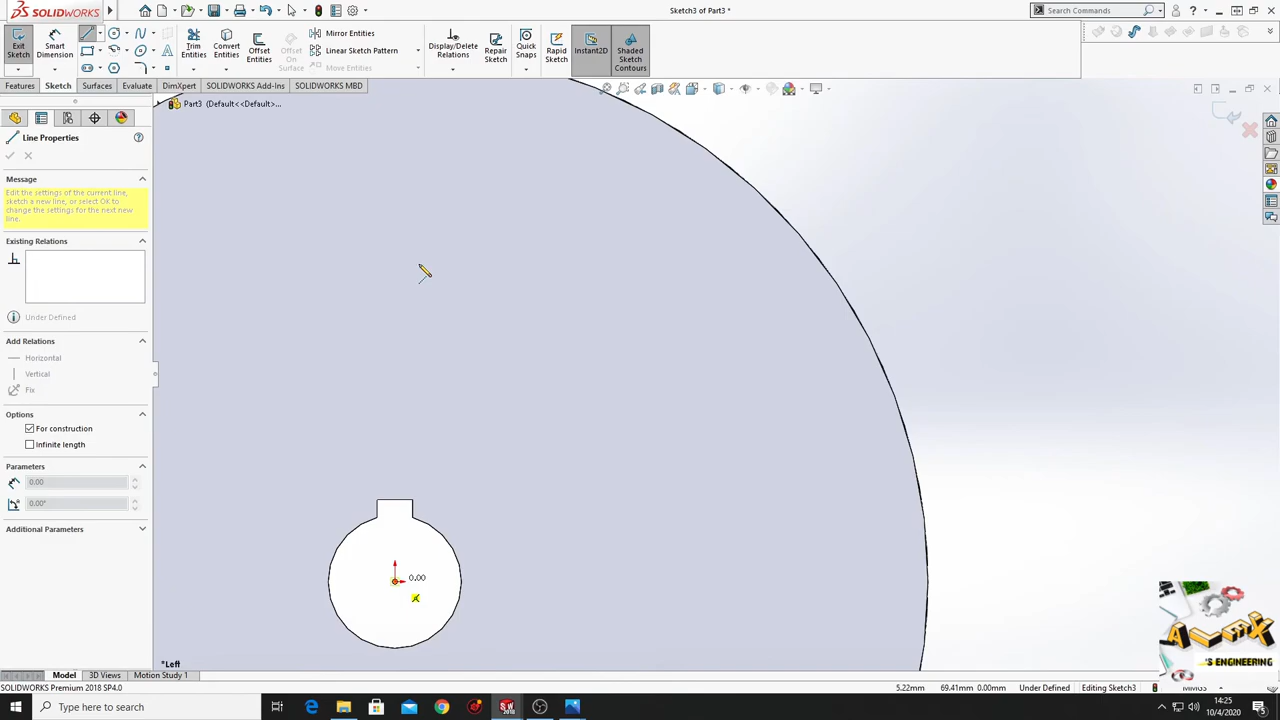 SOLIDWORKS
Sketch3 of Part3 *
Search Commands
Exit Sketch
Smart Dimension
Trim Entities
Convert Entities
Offset Entities
Offset On Surface
Mirror Entities
Linear Sketch Pattern
Move Entities
Display/Delete Relations
Repair Sketch
Quick Snaps
Rapid Sketch
Instant2D
Shaded Sketch Contours
Features
Sketch
Surfaces
Evaluate
DimXpert
SOLIDWORKS Add-Ins
SOLIDWORKS MBD
Part3 (Default<<Default>...
Line Properties
Message
Edit the settings of the current line,
sketch a new line, or select OK to
change the settings for the next new
line.
Existing Relations
Under Defined
Add Relations
Horizontal
Vertical
Fix
Options
For construction
Infinite length
Parameters
0.00
0.00°
Additional Parameters
0.00
*Left
ALMX
'S ENGINEERING
Model
3D Views
Motion Study 1
SOLIDWORKS Premium 2018 SP4.0
5.22mm
69.41mm 0.00mm
Under Defined
Editing Sketch3
Type here to search
14:25
10/4/2020